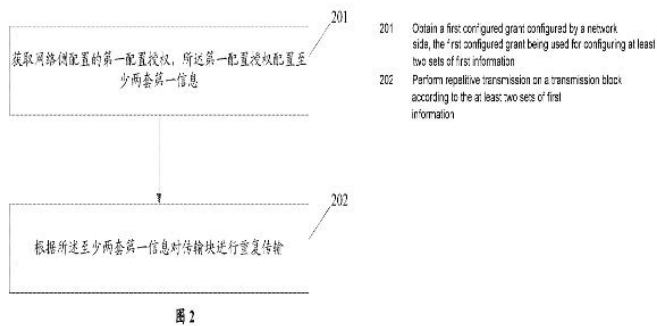 201
获取网络侧配置的第一配置授权，所述第一配置授权配置至
少两套第一信息
202
根据所述至少两套第一信息对传输块进行重复传输
图2
201 Obtain a first configured grant configured by a network
side, the first configured grant being used for configuring at least
two sets of first information
202 Perform repetitive transmission on a transmission block
according to the at least two sets of first
information